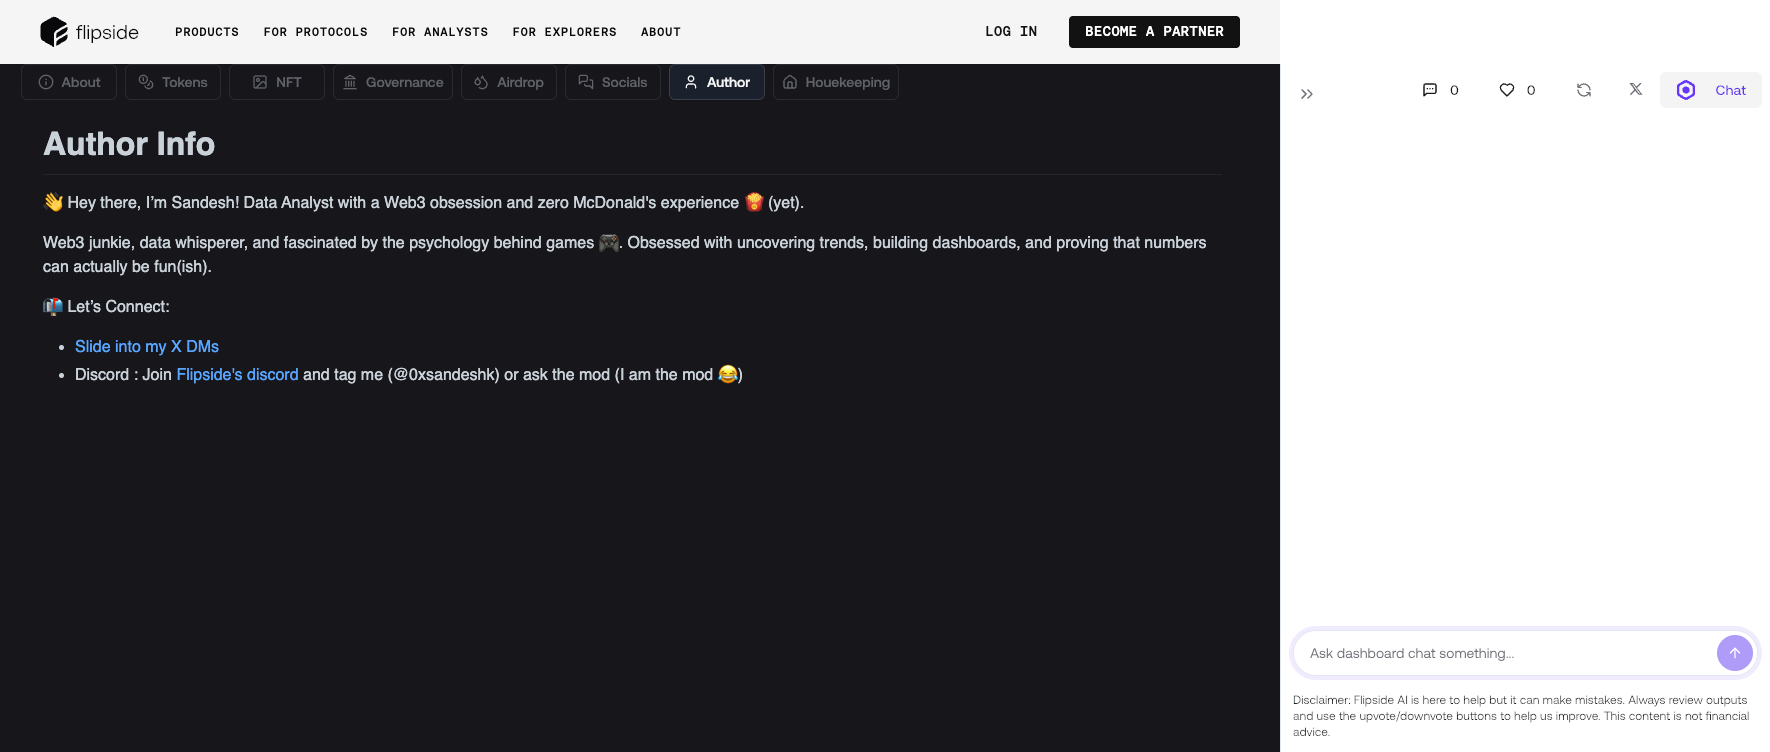 flipside
PRODUCTS
FOR PROTOCOLS
FOR ANALYSTS
FOR EXPLORERS
ABOUT
LOG IN
BECOME A PARTNER
About
Tokens
NFT
Governance
Airdrop
Socials
Author
Houekeeping
0
0
Chat
Author Info
👋 Hey there, I’m Sandesh! Data Analyst with a Web3 obsession and zero McDonald's experience 🍟 (yet).
Web3 junkie, data whisperer, and fascinated by the psychology behind games 🎮. Obsessed with uncovering trends, building dashboards, and proving that numbers
can actually be fun(ish).
📬 Let’s Connect:
Slide into my X DMs
Discord : Join Flipside's discord and tag me (@0xsandeshk) or ask the mod (I am the mod 😂)
Ask dashboard chat something...
Disclaimer: Flipside AI is here to help but it can make mistakes. Always review outputs
and use the upvote/downvote buttons to help us improve. This content is not financial
advice.